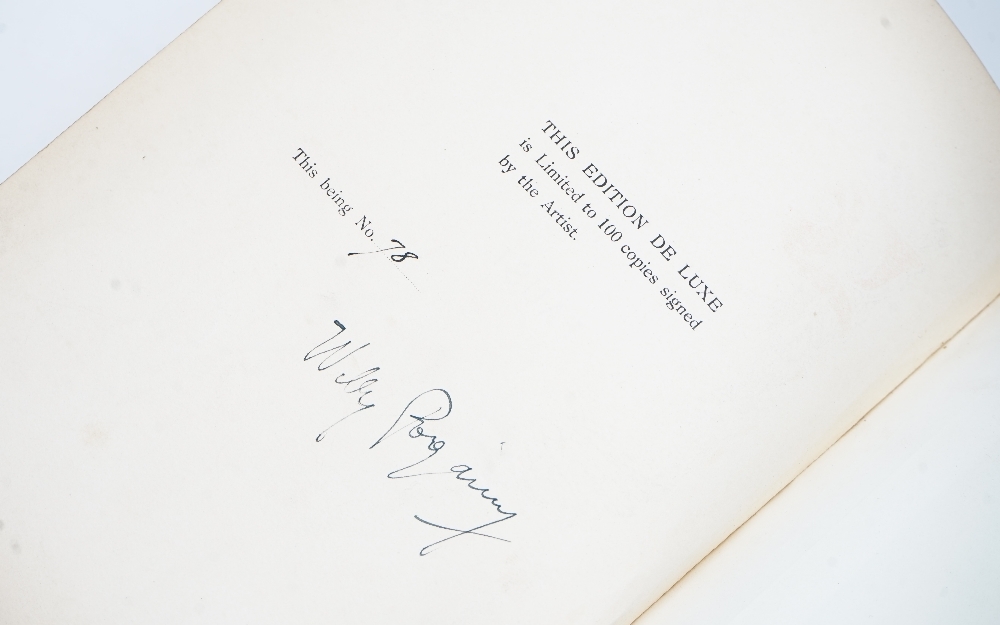 THIS EDITION DE LUXE
is Limited to 100 copies signed
by the Artist.
This being No. 78
Willy Pogány